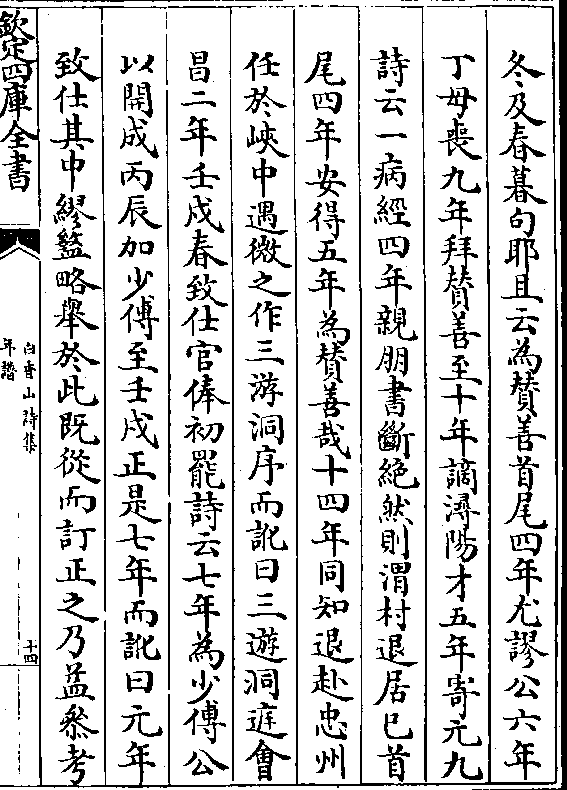 冬及春暮句耶且云為贊善首尾四年尤謬公六年
丁母喪九年拜贊善至十年謫潯陽才五年寄元九
詩云一病經四年親朋書斷絶然則渭村退居已首
尾四年安得五年為贊善哉十四年同知退赴忠州
任於峽中遇微之作三游洞序而訛曰三遊洞遊會
昌二年壬戌春致仕官俸初罷詩云七年為少傅公
以開成丙辰加少傅至壬戌正是七年而訛曰元年
致仕其中繆盭略舉於此既從而訂正之乃益叅考
欽定四庫全書
白香山詩集
年譜
十四